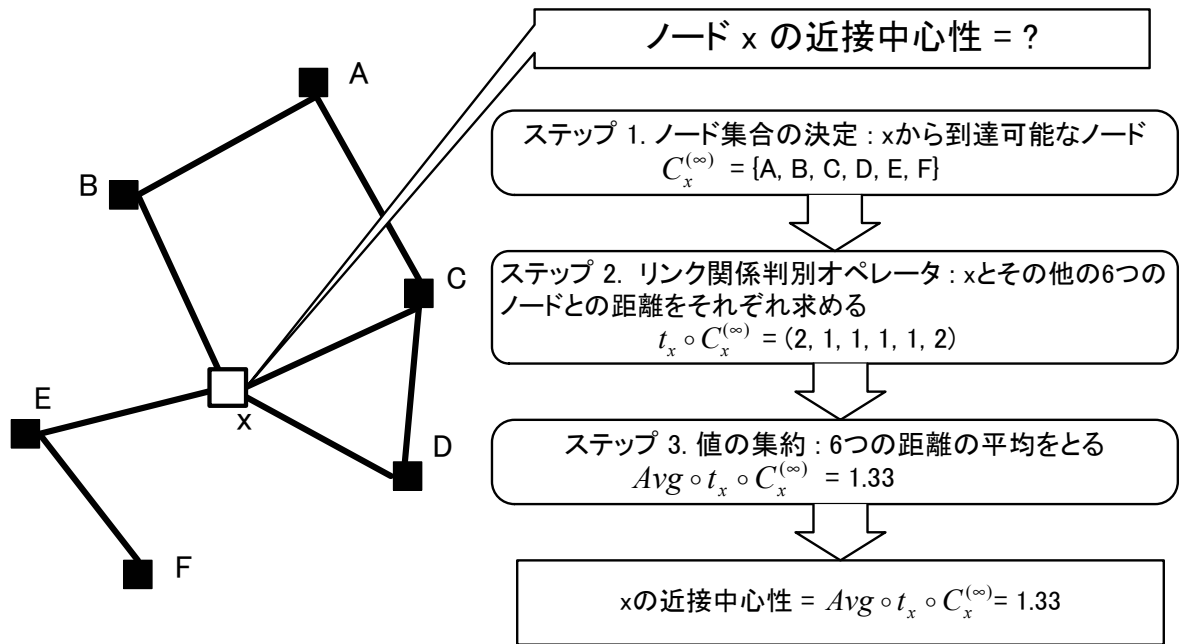 ノード x の近接中心性 = ?
A
B
C
x
E
D
F
ステップ 1. ノード集合の決定 : xから到達可能なノード
C_x^{(∞)} = {A, B, C, D, E, F}
ステップ 2. リンク関係判別オペレータ : xとその他の6つの
ノードとの距離をそれぞれ求める
t_x ∘ C_x^{(∞)} = (2, 1, 1, 1, 1, 2)
ステップ 3. 値の集約 : 6つの距離の平均をとる
Avg ∘ t_x ∘ C_x^{(∞)} = 1.33
xの近接中心性 = Avg ∘ t_x ∘ C_x^{(∞)} = 1.33